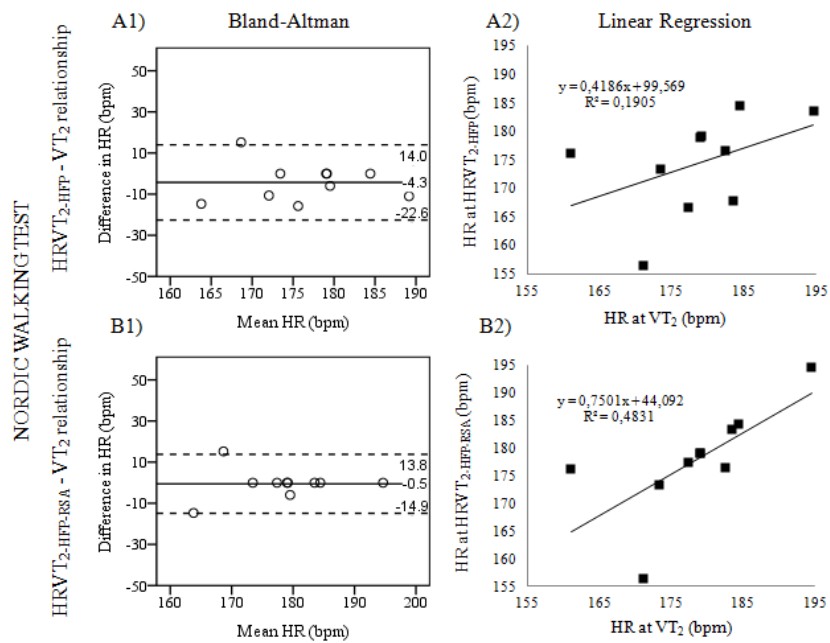 A1) Bland-Altman
A2) Linear Regression
NORDIC WALKING TEST
HRVT2-HFP - VT2 relationship
Difference in HR (bpm)
50
30
10
-10
-30
-50
14.0
-4.3
-22.6
160 165 170 175 180 185 190
Mean HR (bpm)
HR at HRVT2-HFP (bpm)
195
190
185
180
175
170
165
160
155
y = 0,4186x + 99,569
R² = 0,1905
155 165 175 185 195
HR at VT2 (bpm)
B1)
B2)
HRVT2-HFP-RSA - VT2 relationship
Difference in HR (bpm)
50
30
10
-10
-30
-50
13.8
-0.5
-14.9
160 170 180 190 200
Mean HR (bpm)
HR at HRVT2-HFP-RSA (bpm)
195
190
185
180
175
170
165
160
155
y = 0,7501x + 44,092
R² = 0,4831
155 165 175 185 195
HR at VT2 (bpm)